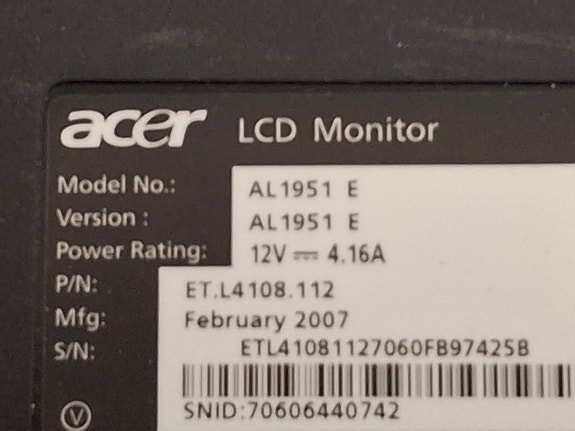 acer LCD Monitor
Model No.: AL1951 E
Version : AL1951 E
Power Rating: 12V ⎓ 4.16A
P/N: ET.L4108.112
Mfg: February 2007
S/N: ETL41081127060FB97425B
SNID:70606440742
V